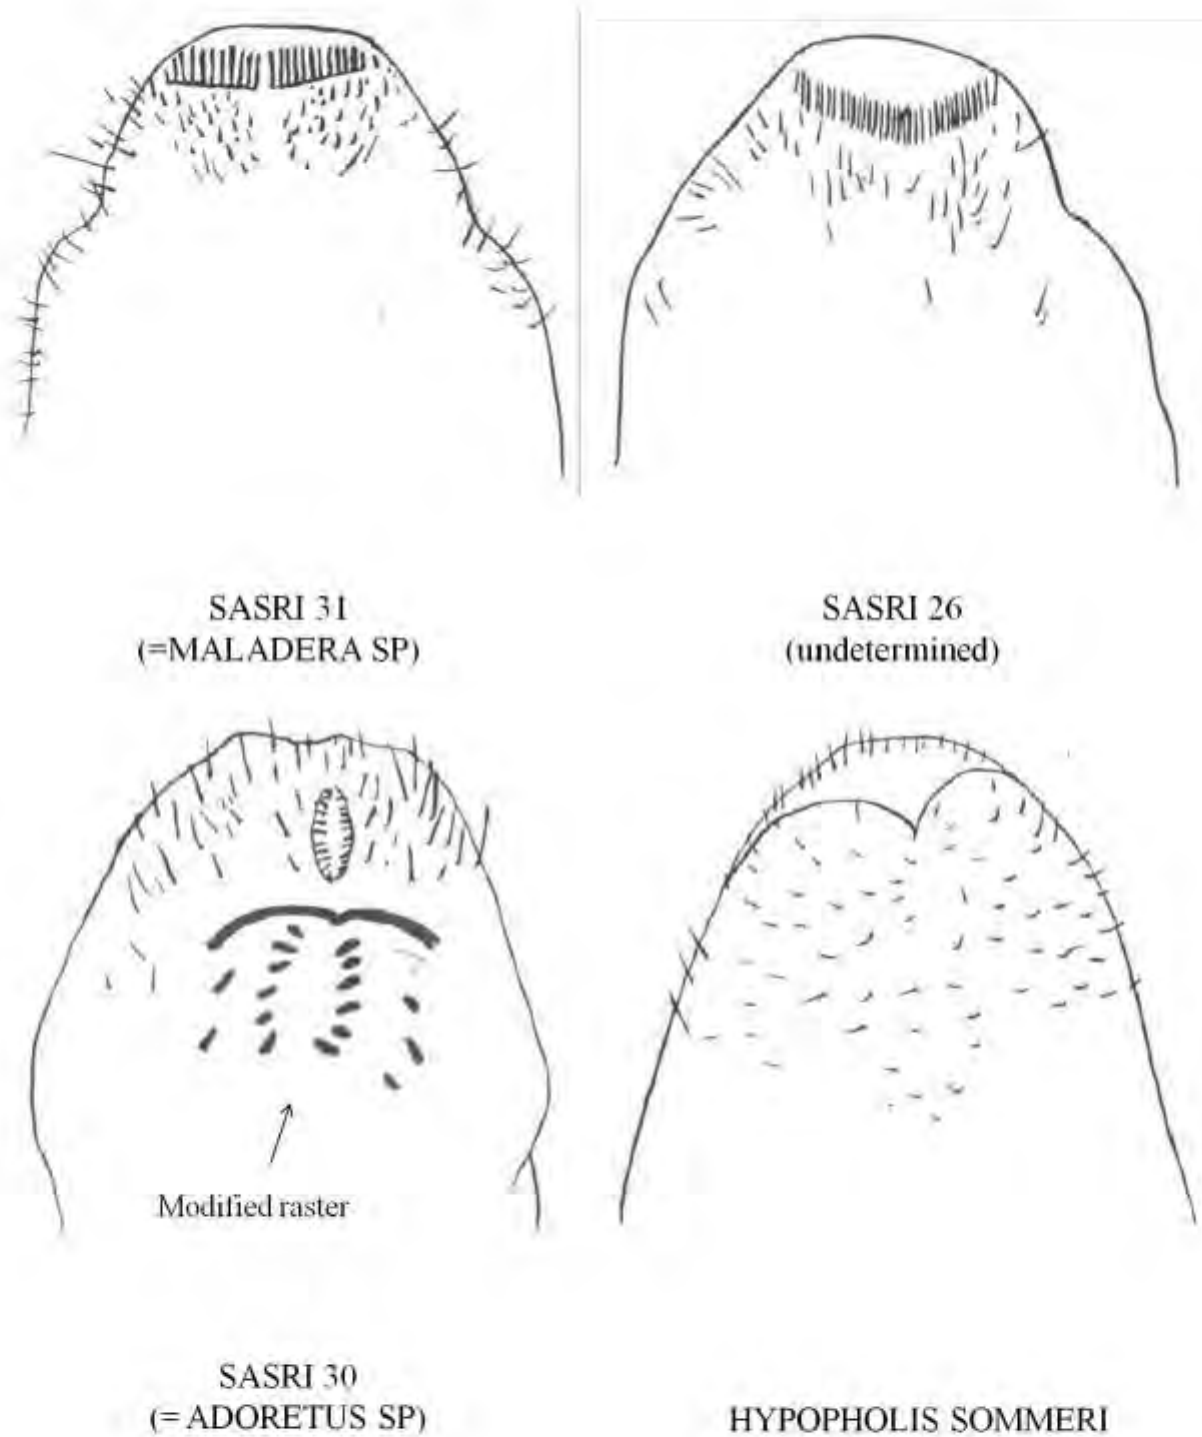 SASRI 31
(=MALADERA SP)
SASRI 26
(undetermined)
Modified raster
SASRI 30
(= ADORETUS SP)
HYPOPHOLIS SOMMERI